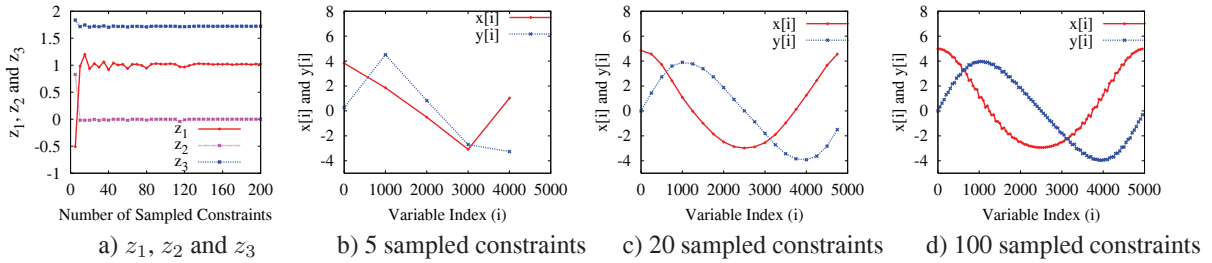 z1, z2 and z3
2
1.5
1
0.5
0
-0.5
-1
z1
z2
z3
0 40 80 120 160 200
Number of Sampled Constraints
a) z1, z2 and z3
x[i] and y[i]
8
6
4
2
0
-2
-4
x[i]
y[i]
0 1000 2000 3000 4000 5000
Variable Index (i)
b) 5 sampled constraints
x[i] and y[i]
8
6
4
2
0
-2
-4
x[i]
y[i]
0 1000 2000 3000 4000 5000
Variable Index (i)
c) 20 sampled constraints
x[i] and y[i]
8
6
4
2
0
-2
-4
x[i]
y[i]
0 1000 2000 3000 4000 5000
Variable Index (i)
d) 100 sampled constraints